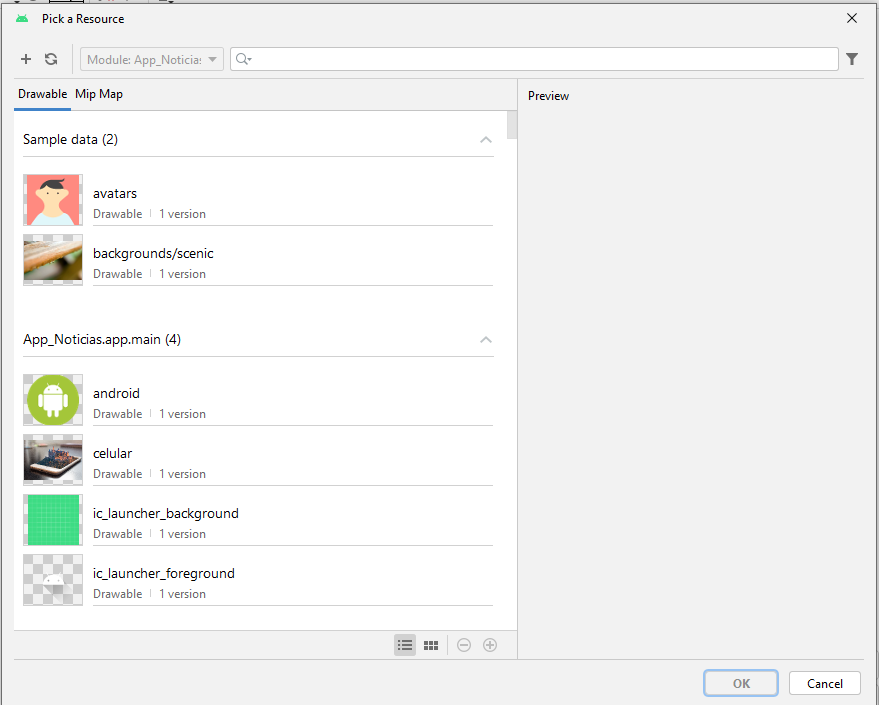 Pick a Resource
Module: App_Noticia
Drawable Mip Map
Preview
Sample data (2)
avatars
Drawable 1 version
backgrounds/scenic
Drawable 1 version
App_Noticias.app.main (4)
android
Drawable 1 version
celular
Drawable 1 version
ic_launcher_background
Drawable 1 version
ic_launcher_foreground
Drawable 1 version
OK Cancel